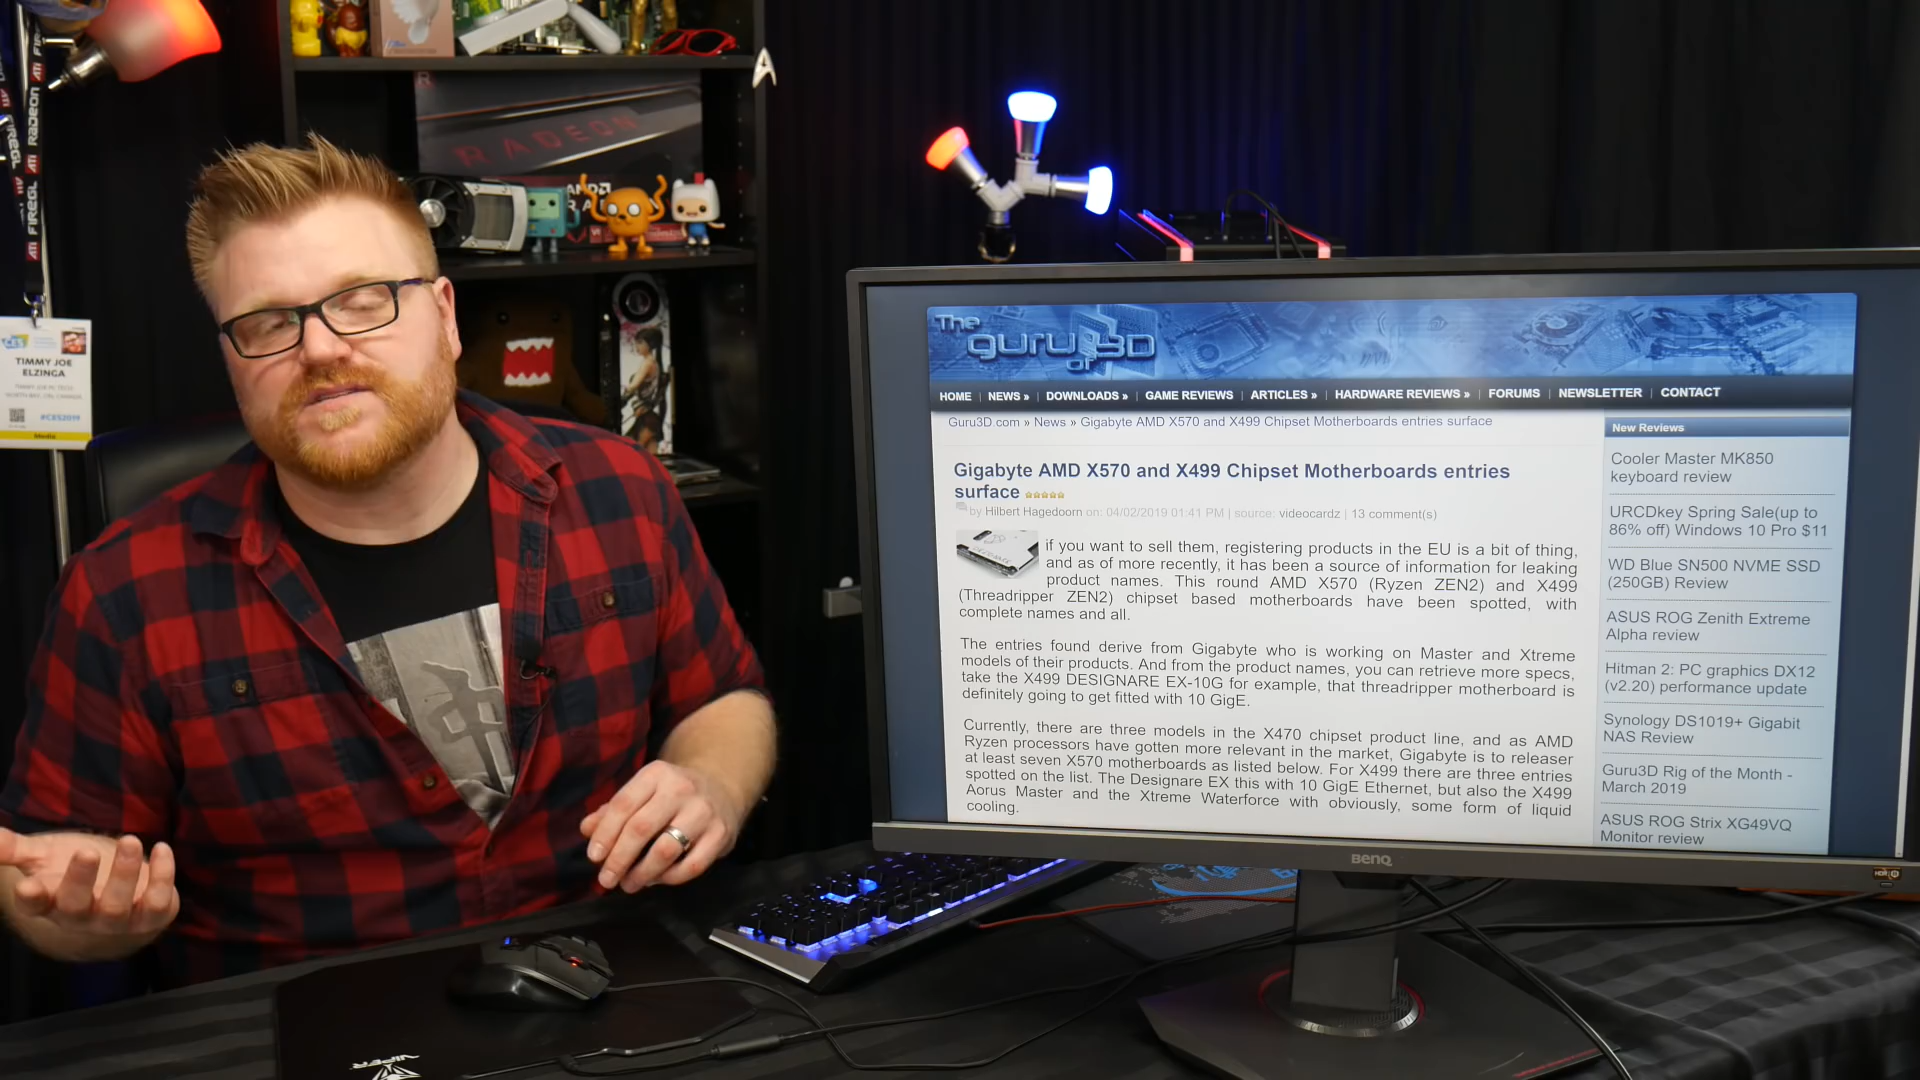 RADEON
AMD
FIREGL
ATI
RADEON
ATI
CES
TIMMY JOE
ELZINGA
#CES2019
Media
The
guru of 3D
HOME | NEWS » | DOWNLOADS » | GAME REVIEWS | ARTICLES » | HARDWARE REVIEWS » | FORUMS | NEWSLETTER | CONTACT
Guru3D.com » News » Gigabyte AMD X570 and X499 Chipset Motherboards entries surface
Gigabyte AMD X570 and X499 Chipset Motherboards entries
surface
by Hilbert Hagedoorn on: 04/02/2019 01:41 PM | source: videocardz | 13 comment(s)
if you want to sell them, registering products in the EU is a bit of thing,
and as of more recently, it has been a source of information for leaking
product names. This round AMD X570 (Ryzen ZEN2) and X499
(Threadripper ZEN2) chipset based motherboards have been spotted, with
complete names and all.
The entries found derive from Gigabyte who is working on Master and Xtreme
models of their products. And from the product names, you can retrieve more specs,
take the X499 DESIGNARE EX-10G for example, that threadripper motherboard is
definitely going to get fitted with 10 GigE.
Currently, there are three models in the X470 chipset product line, and as AMD
Ryzen processors have gotten more relevant in the market, Gigabyte is to releaser
at least seven X570 motherboards as listed below. For X499 there are three entries
spotted on the list. The Designare EX this with 10 GigE Ethernet, but also the X499
Aorus Master and the Xtreme Waterforce with obviously, some form of liquid
cooling.
New Reviews
Cooler Master MK850
keyboard review
URCDkey Spring Sale(up to
86% off) Windows 10 Pro $11
WD Blue SN500 NVME SSD
(250GB) Review
ASUS ROG Zenith Extreme
Alpha review
Hitman 2: PC graphics DX12
(v2.20) performance update
Synology DS1019+ Gigabit
NAS Review
Guru3D Rig of the Month -
March 2019
ASUS ROG Strix XG49VQ
Monitor review
BenQ
HDR
VIPER